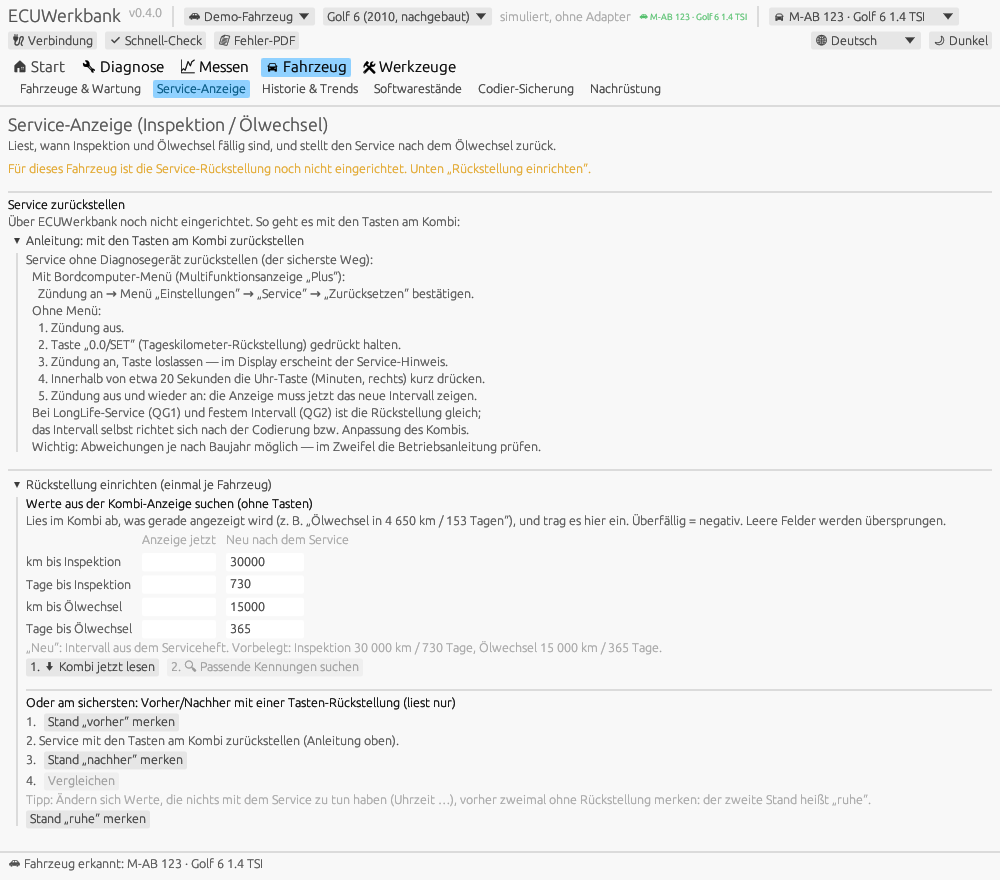 ECUWerkbank v0.4.0 Demo-Fahrzeug Golf 6 (2010, nachgebaut) simuliert, ohne Adapter M-AB 123 · Golf 6 1.4 TSI M-AB 123 · Golf 6 1.4 TSI
Verbindung Schnell-Check Fehler-PDF Deutsch Dunkel
Start Diagnose Messen Fahrzeug Werkzeuge
Fahrzeuge & Wartung Service-Anzeige Historie & Trends Softwarestände Codier-Sicherung Nachrüstung
Service-Anzeige (Inspektion / Ölwechsel)
Liest, wann Inspektion und Ölwechsel fällig sind, und stellt den Service nach dem Ölwechsel zurück.
Für dieses Fahrzeug ist die Service-Rückstellung noch nicht eingerichtet. Unten „Rückstellung einrichten“.
Service zurückstellen
Über ECUWerkbank noch nicht eingerichtet. So geht es mit den Tasten am Kombi:
▼ Anleitung: mit den Tasten am Kombi zurückstellen
Service ohne Diagnosegerät zurückstellen (der sicherste Weg):
Mit Bordcomputer-Menü (Multifunktionsanzeige „Plus“):
Zündung an → Menü „Einstellungen“ → „Service“ → „Zurücksetzen“ bestätigen.
Ohne Menü:
1. Zündung aus.
2. Taste „0.0/SET“ (Tageskilometer-Rückstellung) gedrückt halten.
3. Zündung an, Taste loslassen — im Display erscheint der Service-Hinweis.
4. Innerhalb von etwa 20 Sekunden die Uhr-Taste (Minuten, rechts) kurz drücken.
5. Zündung aus und wieder an: die Anzeige muss jetzt das neue Intervall zeigen.
Bei LongLife-Service (QG1) und festem Intervall (QG2) ist die Rückstellung gleich;
das Intervall selbst richtet sich nach der Codierung bzw. Anpassung des Kombis.
Wichtig: Abweichungen je nach Baujahr möglich — im Zweifel die Betriebsanleitung prüfen.
▼ Rückstellung einrichten (einmal je Fahrzeug)
Werte aus der Kombi-Anzeige suchen (ohne Tasten)
Lies im Kombi ab, was gerade angezeigt wird (z. B. „Ölwechsel in 4 650 km / 153 Tagen“), und trag es hier ein. Überfällig = negativ. Leere Felder werden übersprungen.
Anzeige jetzt Neu nach dem Service
km bis Inspektion 30000
Tage bis Inspektion 730
km bis Ölwechsel 15000
Tage bis Ölwechsel 365
„Neu“: Intervall aus dem Serviceheft. Vorbelegt: Inspektion 30 000 km / 730 Tage, Ölwechsel 15 000 km / 365 Tage.
1. ⬇ Kombi jetzt lesen 2. 🔍 Passende Kennungen suchen
Oder am sichersten: Vorher/Nachher mit einer Tasten-Rückstellung (liest nur)
1. Stand „vorher“ merken
2. Service mit den Tasten am Kombi zurückstellen (Anleitung oben).
3. Stand „nachher“ merken
4. Vergleichen
Tipp: Ändern sich Werte, die nichts mit dem Service zu tun haben (Uhrzeit …), vorher zweimal ohne Rückstellung merken: der zweite Stand heißt „ruhe“.
Stand „ruhe“ merken
Fahrzeug erkannt: M-AB 123 · Golf 6 1.4 TSI